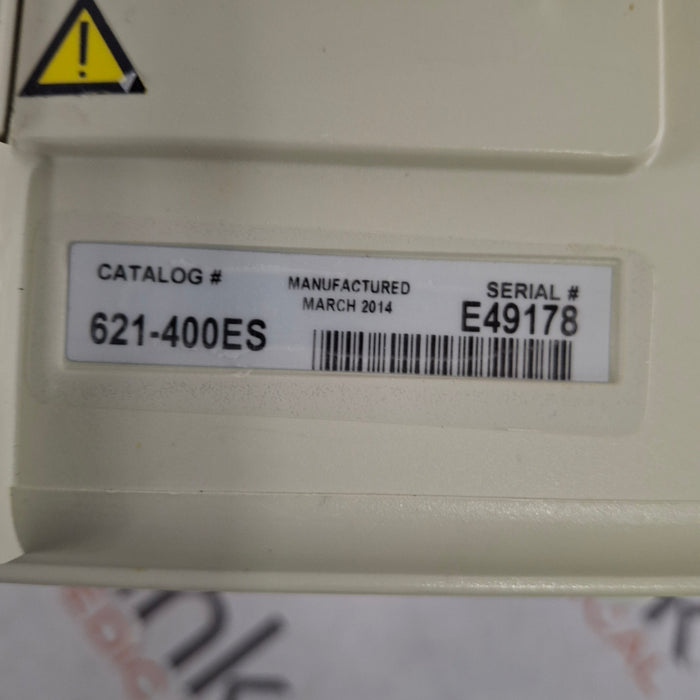 CATALOG #
621-400ES
MANUFACTURED
MARCH 2014
SERIAL #
E49178